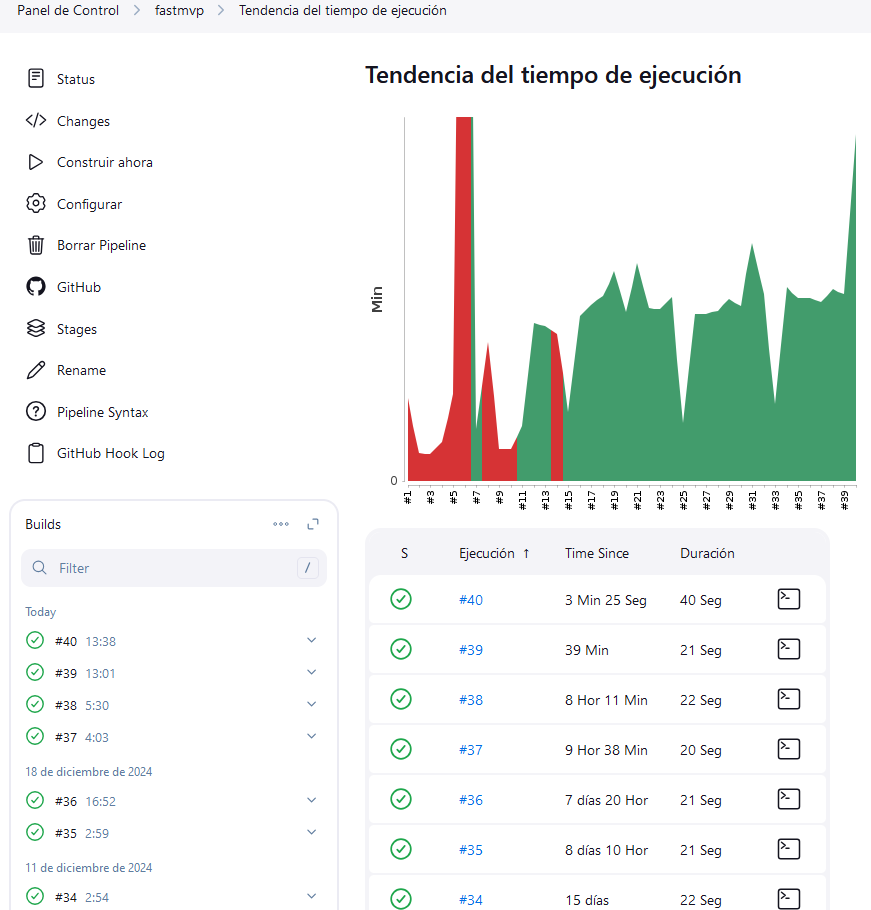 Panel de Control > fastmvp > Tendencia del tiempo de ejecución
Status
Changes
Construir ahora
Configurar
Borrar Pipeline
GitHub
Stages
Rename
Pipeline Syntax
GitHub Hook Log
Builds
Filter /
Today
#40 13:38
#39 13:01
#38 5:30
#37 4:03
18 de diciembre de 2024
#36 16:52
#35 2:59
11 de diciembre de 2024
#34 2:54
Tendencia del tiempo de ejecución
Min
0
#1 #3 #5 #7 #9 #11 #13 #15 #17 #19 #21 #23 #25 #27 #29 #31 #33 #35 #37 #39
S Ejecución ↑ Time Since Duración
#40 3 Min 25 Seg 40 Seg
#39 39 Min 21 Seg
#38 8 Hor 11 Min 22 Seg
#37 9 Hor 38 Min 20 Seg
#36 7 días 20 Hor 21 Seg
#35 8 días 10 Hor 21 Seg
#34 15 días 22 Seg